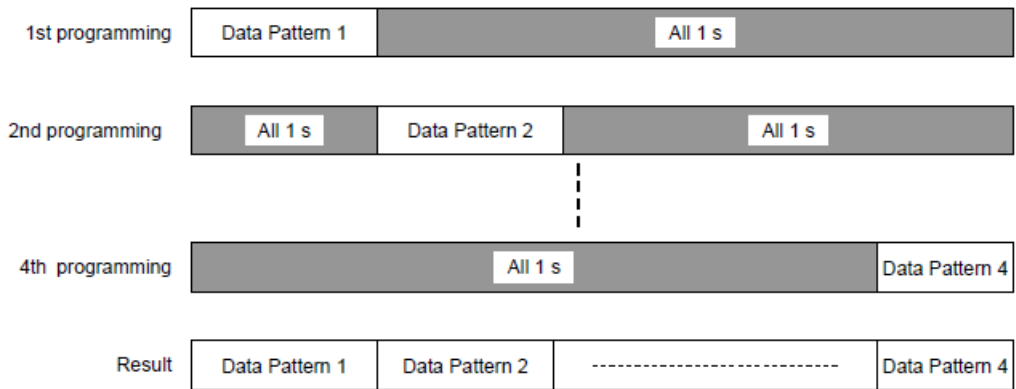 1st programming Data Pattern 1 All 1 s
2nd programming All 1 s Data Pattern 2 All 1 s
4th programming All 1 s Data Pattern 4
Result Data Pattern 1 Data Pattern 2 Data Pattern 4